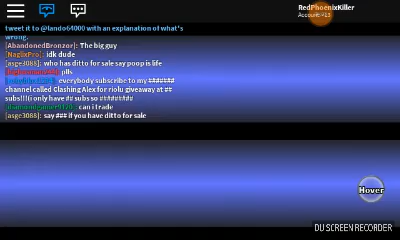 RedPhoenixKiller
Account: <13
tweet it to @lando64000 with an explanation of what's
wrong.
[AbandonedBronzor]: The big guy
[NaglixPro]: idk dude
[asge3088]: who has ditto for sale say poop is life
plls
everybody subscribe to my #######
channel called Clashing Alex for riolu giveaway at ##
subs!!!!(i only have ## subs so #########
can i trade
[asge3088]: say ### if you have ditto for sale
Hover
DU SCREEN RECORDER